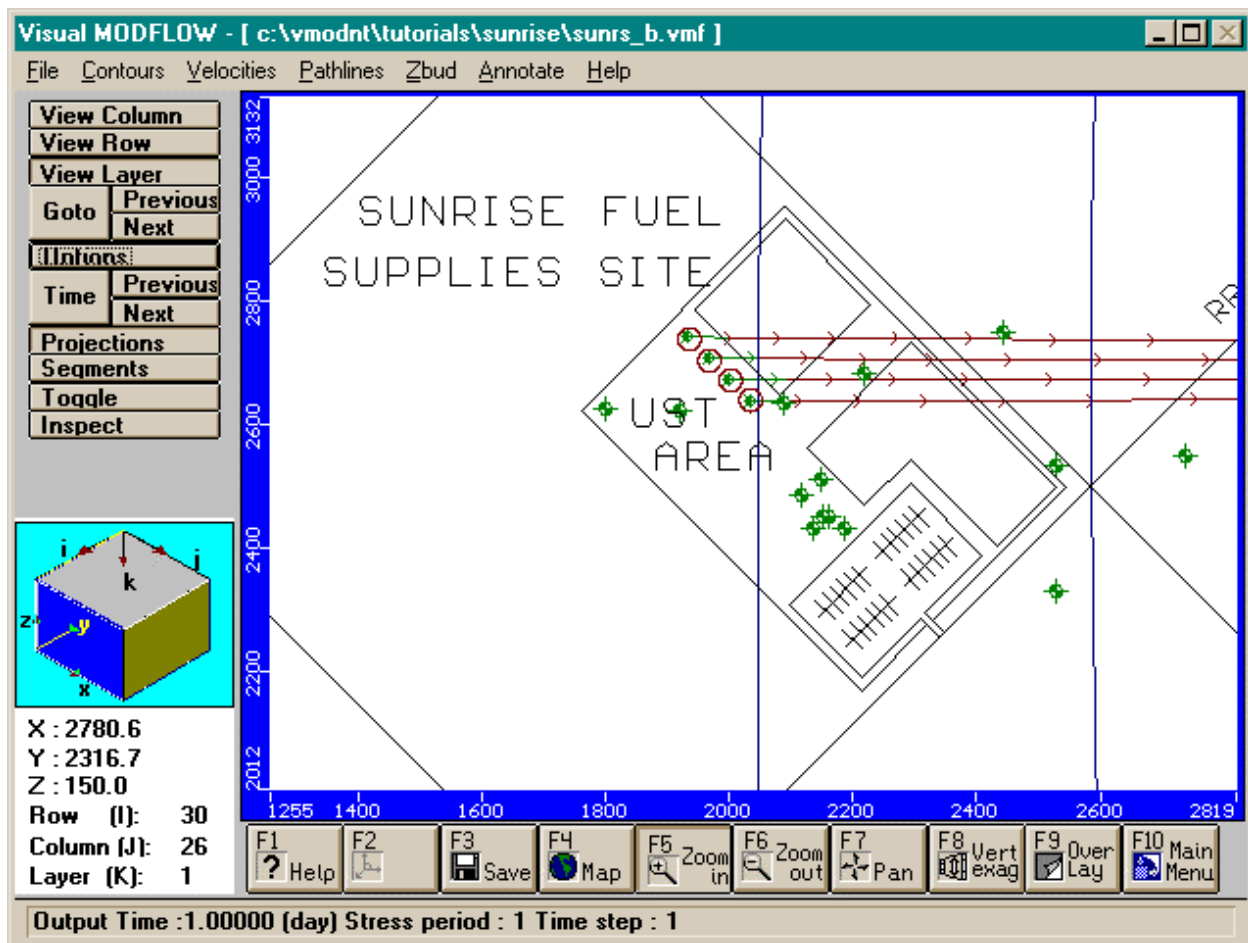 Visual MODFLOW - [ c:\vmodnt\tutorials\sunrise\sunrs_b.vmf ]
File Contours Velocities Pathlines Zbud Annotate Help
View Column
View Row
View Layer
Goto
Previous
Next
Options
Time
Previous
Next
Projections
Segments
Toggle
Inspect
3132
3000
2800
2600
2400
2200
2012
SUNRISE FUEL
SUPPLIES SITE
UST
AREA
RR
1255 1400 1600 1800 2000 2200 2400 2600 2819
i j
k
z y
x
X : 2780.6
Y : 2316.7
Z : 150.0
Row (I): 30
Column (J): 26
Layer (K): 1
F1 ? Help
F2
F3 Save
F4 Map
F5 Zoom in
F6 Zoom out
F7 Pan
F8 Vert exag
F9 Over Lay
F10 Main Menu
Output Time :1.00000 (day) Stress period : 1 Time step : 1